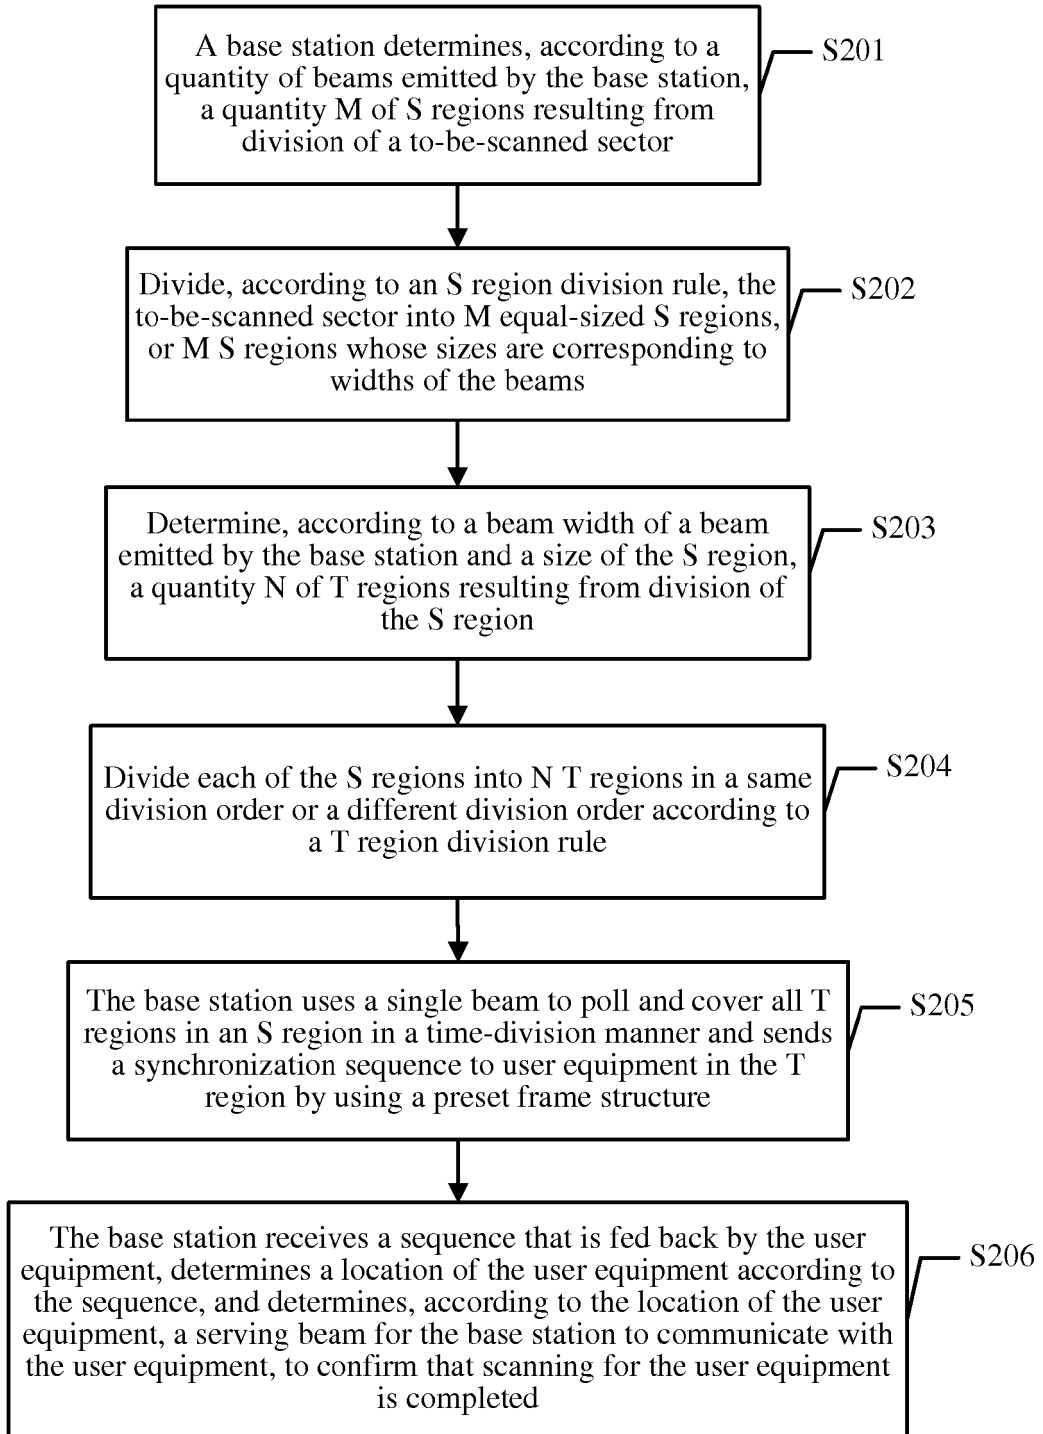 A base station determines, according to a
quantity of beams emitted by the base station,
a quantity M of S regions resulting from
division of a to-be-scanned sector
S201
Divide, according to an S region division rule, the
to-be-scanned sector into M equal-sized S regions,
or M S regions whose sizes are corresponding to
widths of the beams
S202
Determine, according to a beam width of a beam
emitted by the base station and a size of the S region,
a quantity N of T regions resulting from division of
the S region
S203
Divide each of the S regions into N T regions in a same
division order or a different division order according to
a T region division rule
S204
The base station uses a single beam to poll and cover all T
regions in an S region in a time-division manner and sends
a synchronization sequence to user equipment in the T
region by using a preset frame structure
S205
The base station receives a sequence that is fed back by the user
equipment, determines a location of the user equipment according to
the sequence, and determines, according to the location of the user
equipment, a serving beam for the base station to communicate with
the user equipment, to confirm that scanning for the user equipment
is completed
S206